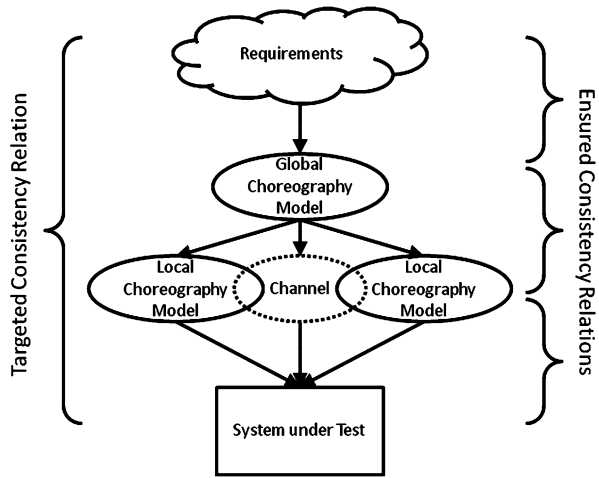 Requirements
Targeted Consistency Relation
Ensured Consistency Relations
Global
Choreography
Model
Local
Choreography
Model
Channel
Local
Choreography
Model
System under Test